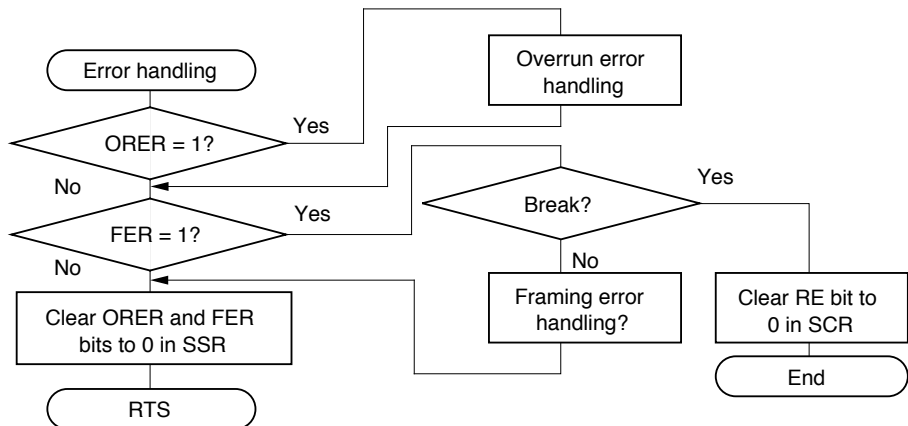 Error handling
ORER = 1?
Yes
Overrun error
handling
No
FER = 1?
Yes
Break?
Yes
No
No
Framing error
handling?
Clear RE bit to
0 in SCR
Clear ORER and FER
bits to 0 in SSR
End
RTS